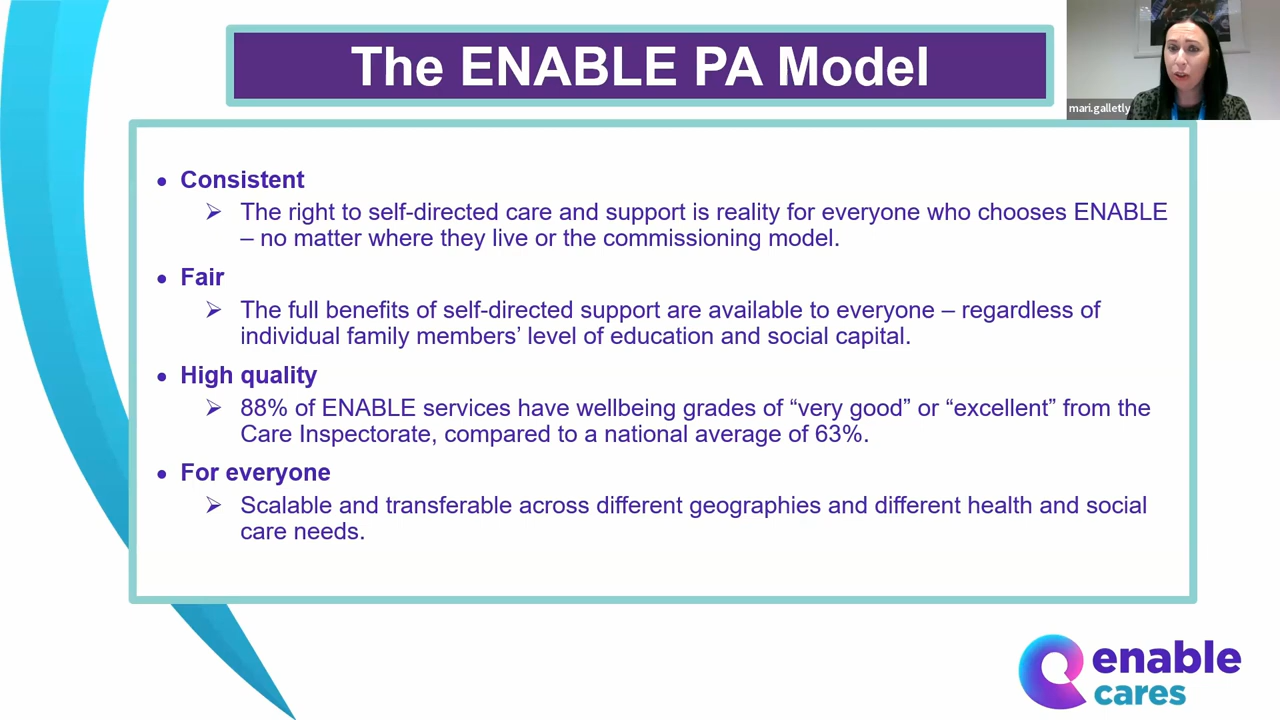 The ENABLE PA Model
mari.galletly
• Consistent
➢ The right to self-directed care and support is reality for everyone who chooses ENABLE
– no matter where they live or the commissioning model.
• Fair
➢ The full benefits of self-directed support are available to everyone – regardless of
individual family members’ level of education and social capital.
• High quality
➢ 88% of ENABLE services have wellbeing grades of “very good” or “excellent” from the
Care Inspectorate, compared to a national average of 63%.
• For everyone
➢ Scalable and transferable across different geographies and different health and social
care needs.
enable
cares